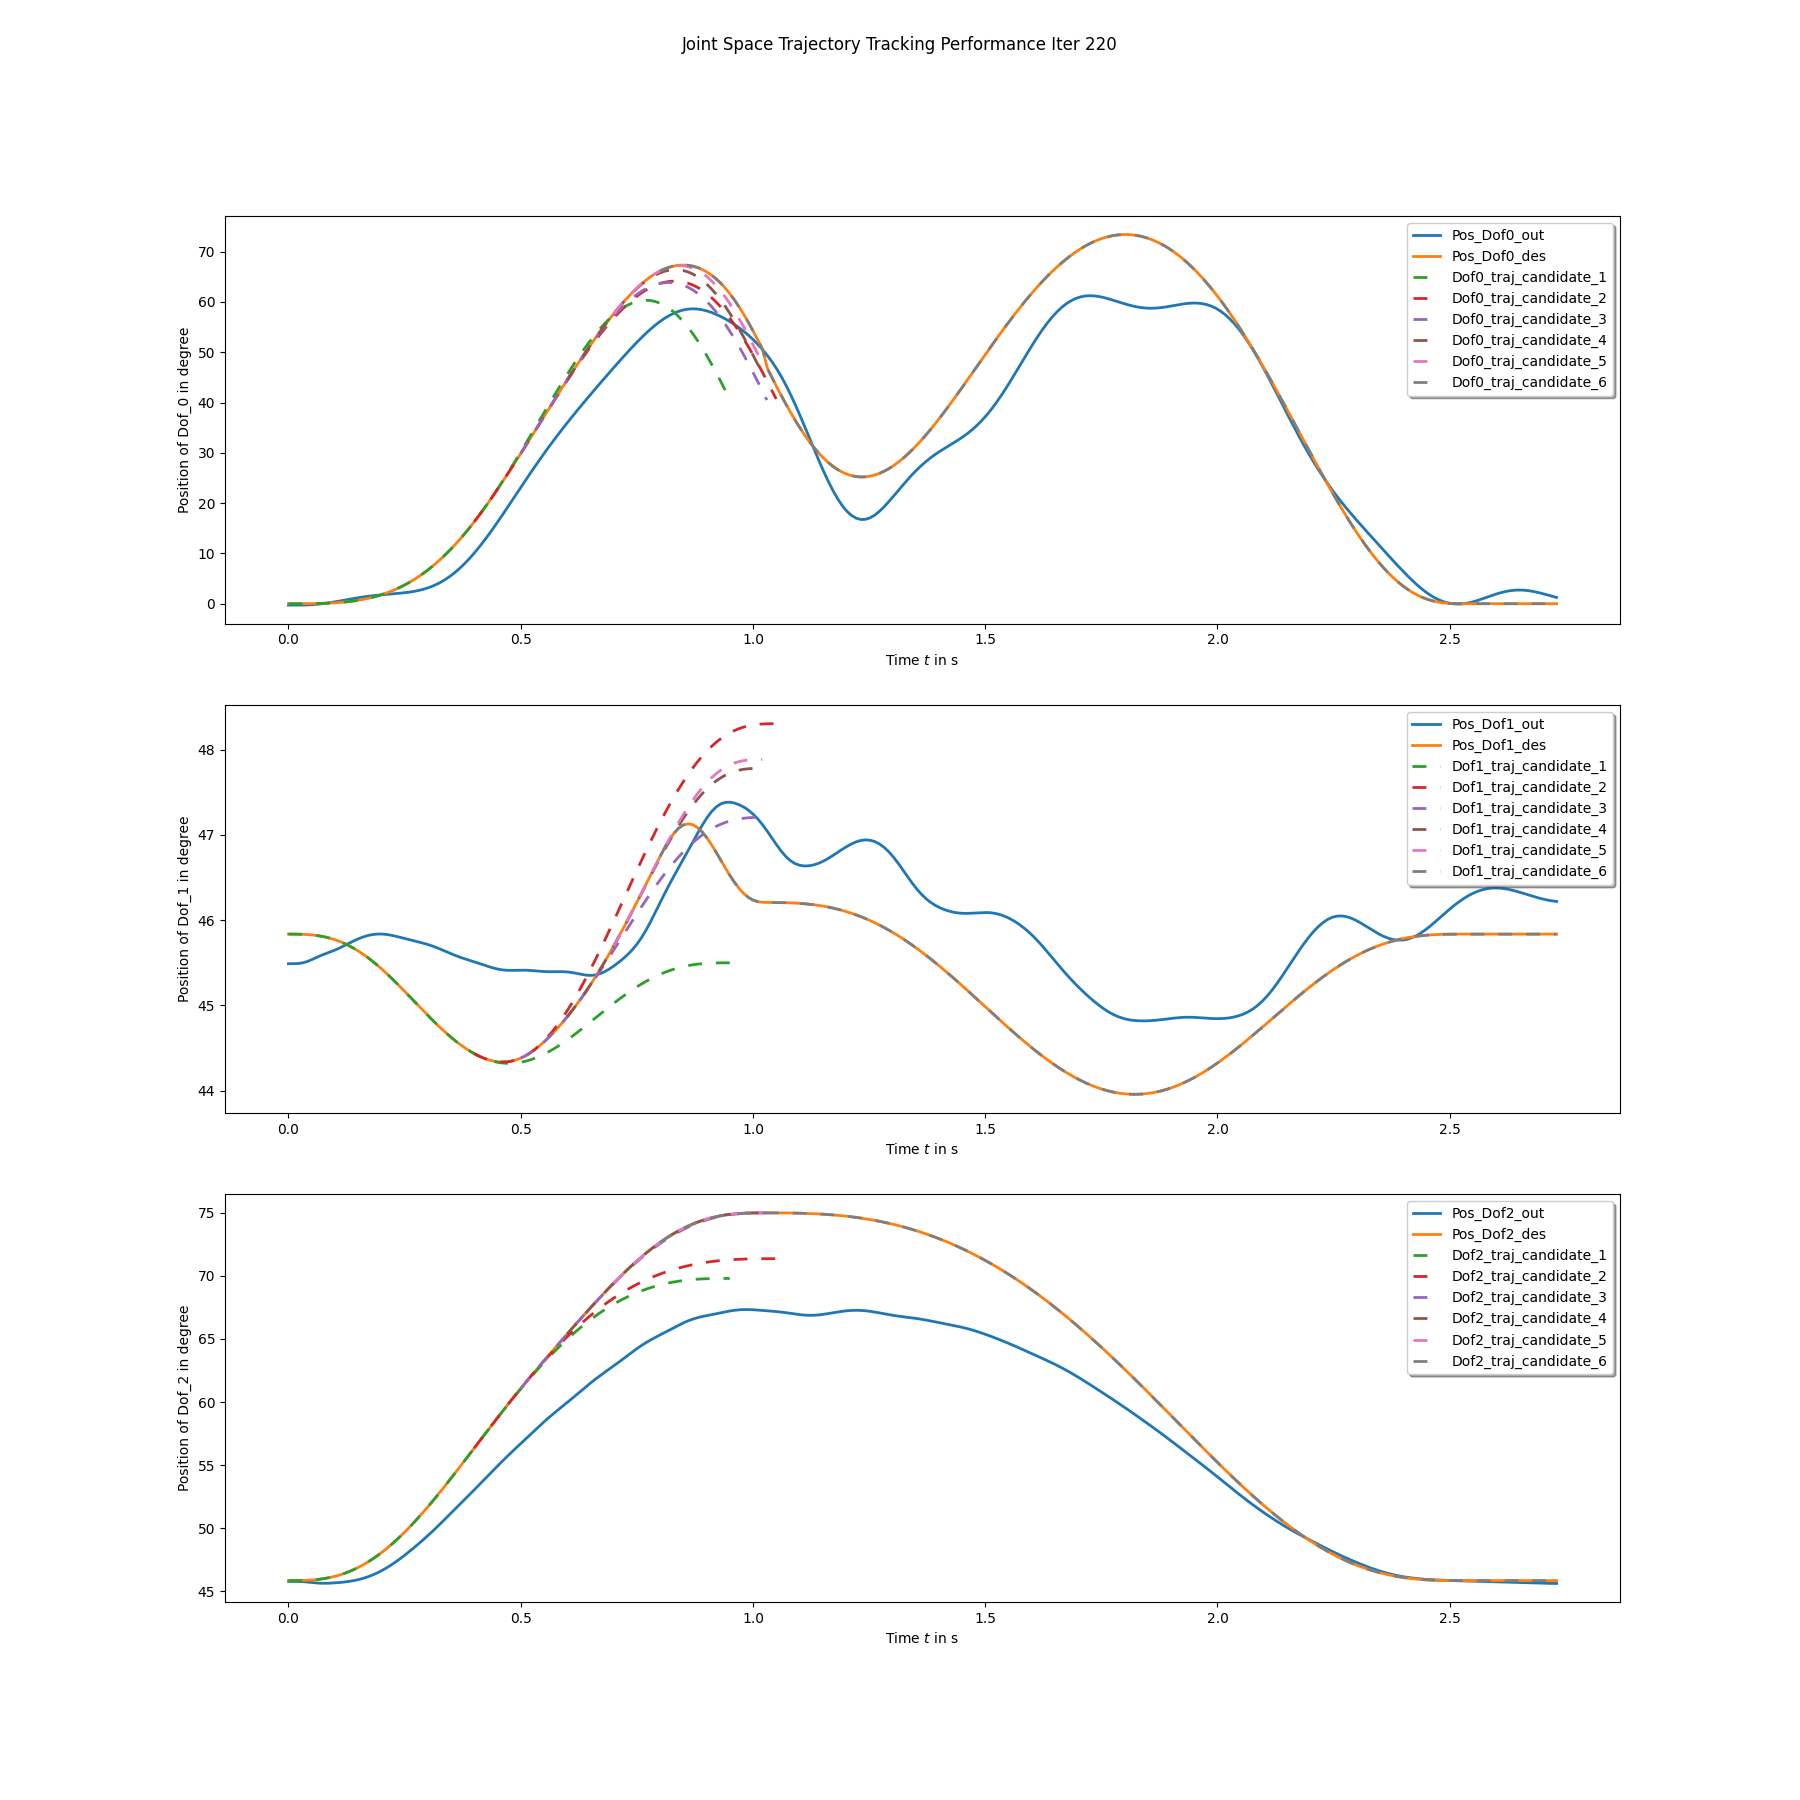 Joint Space Trajectory Tracking Performance Iter 220
Position of Dof_0 in degree
70
60
50
40
30
20
10
0
Pos_Dof0_out
Pos_Dof0_des
Dof0_traj_candidate_1
Dof0_traj_candidate_2
Dof0_traj_candidate_3
Dof0_traj_candidate_4
Dof0_traj_candidate_5
Dof0_traj_candidate_6
0.0 0.5 1.0 1.5 2.0 2.5
Time t in s
Position of Dof_1 in degree
48
47
46
45
44
Pos_Dof1_out
Pos_Dof1_des
Dof1_traj_candidate_1
Dof1_traj_candidate_2
Dof1_traj_candidate_3
Dof1_traj_candidate_4
Dof1_traj_candidate_5
Dof1_traj_candidate_6
0.0 0.5 1.0 1.5 2.0 2.5
Time t in s
Position of Dof_2 in degree
75
70
65
60
55
50
45
Pos_Dof2_out
Pos_Dof2_des
Dof2_traj_candidate_1
Dof2_traj_candidate_2
Dof2_traj_candidate_3
Dof2_traj_candidate_4
Dof2_traj_candidate_5
Dof2_traj_candidate_6
0.0 0.5 1.0 1.5 2.0 2.5
Time t in s